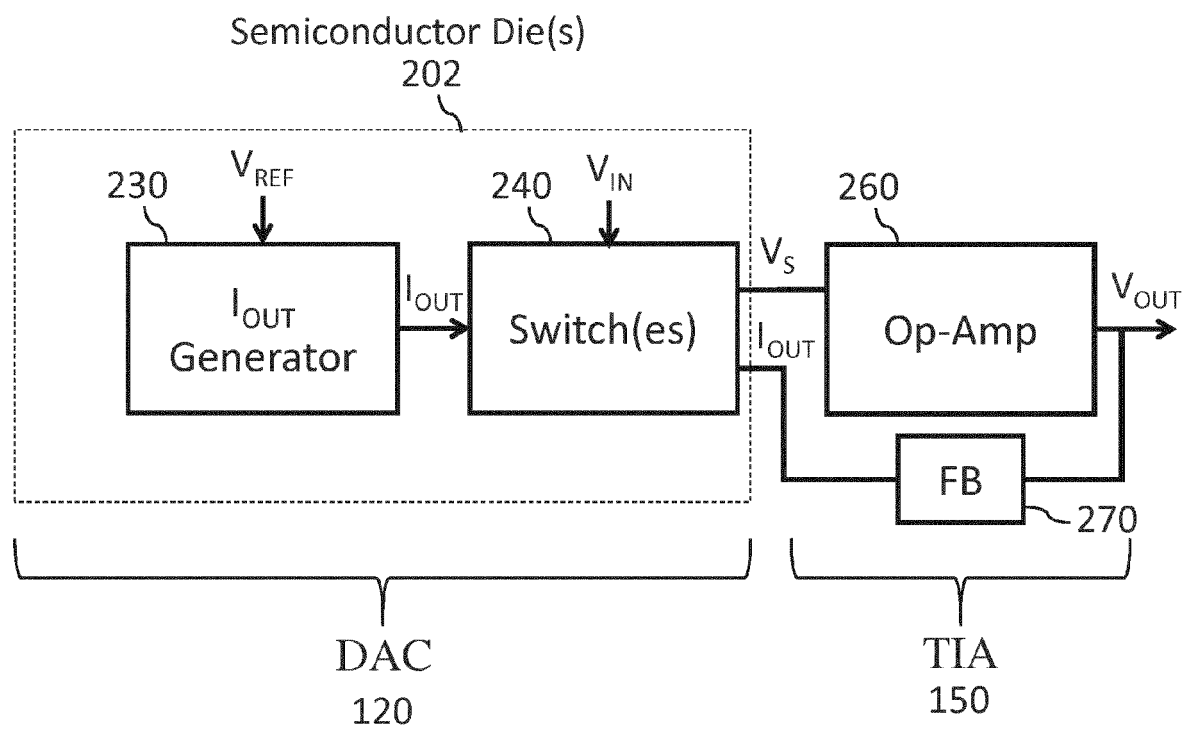 Semiconductor Die(s)
202
230
V_REF
240
V_IN
260
I_OUT
Generator
I_OUT
Switch(es)
V_S
I_OUT
Op-Amp
V_OUT
FB
270
DAC
120
TIA
150